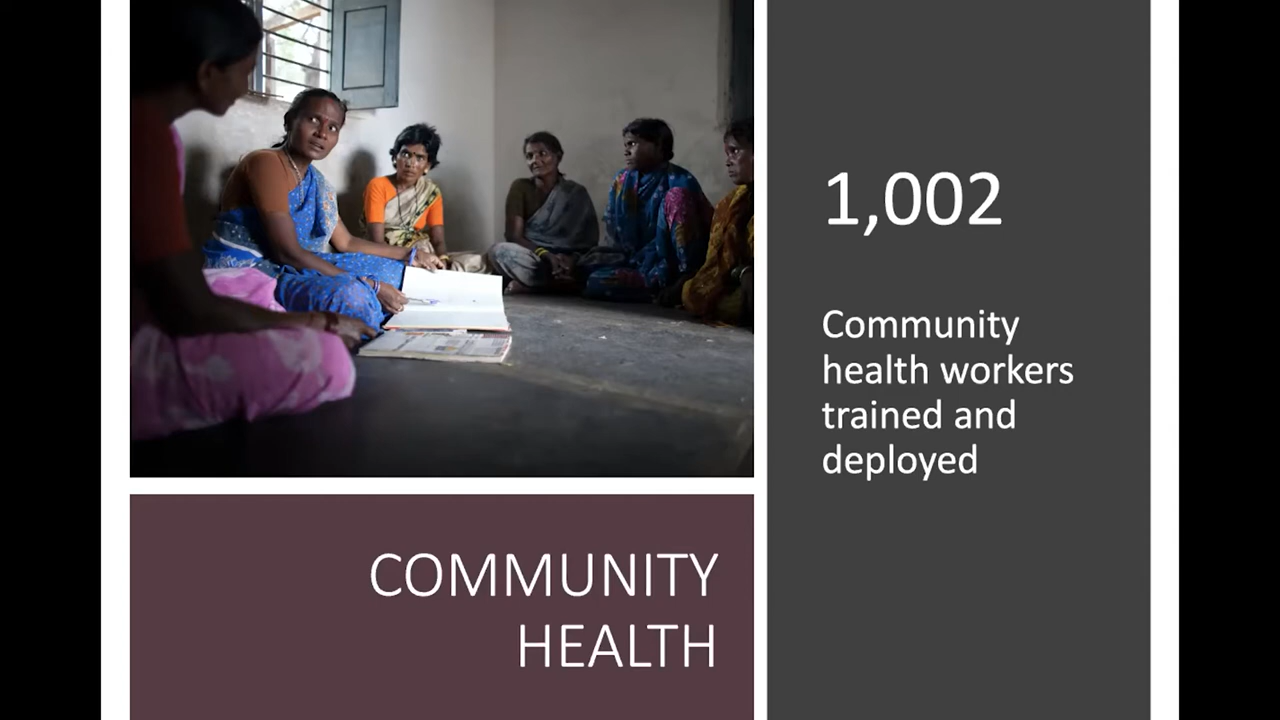 1,002
Community
health workers
trained and
deployed
COMMUNITY
HEALTH